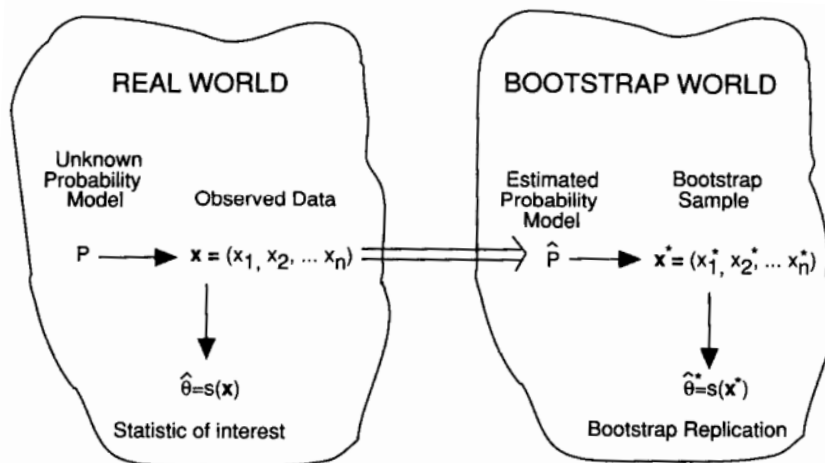 REAL WORLD
Unknown
Probability
Model
Observed Data
P
x = (x1, x2, ... xn)
θ̂=s(x)
Statistic of interest
BOOTSTRAP WORLD
Estimated
Probability
Model
Bootstrap
Sample
P̂
x* = (x1*, x2*, ... xn*)
θ̂*=s(x*)
Bootstrap Replication